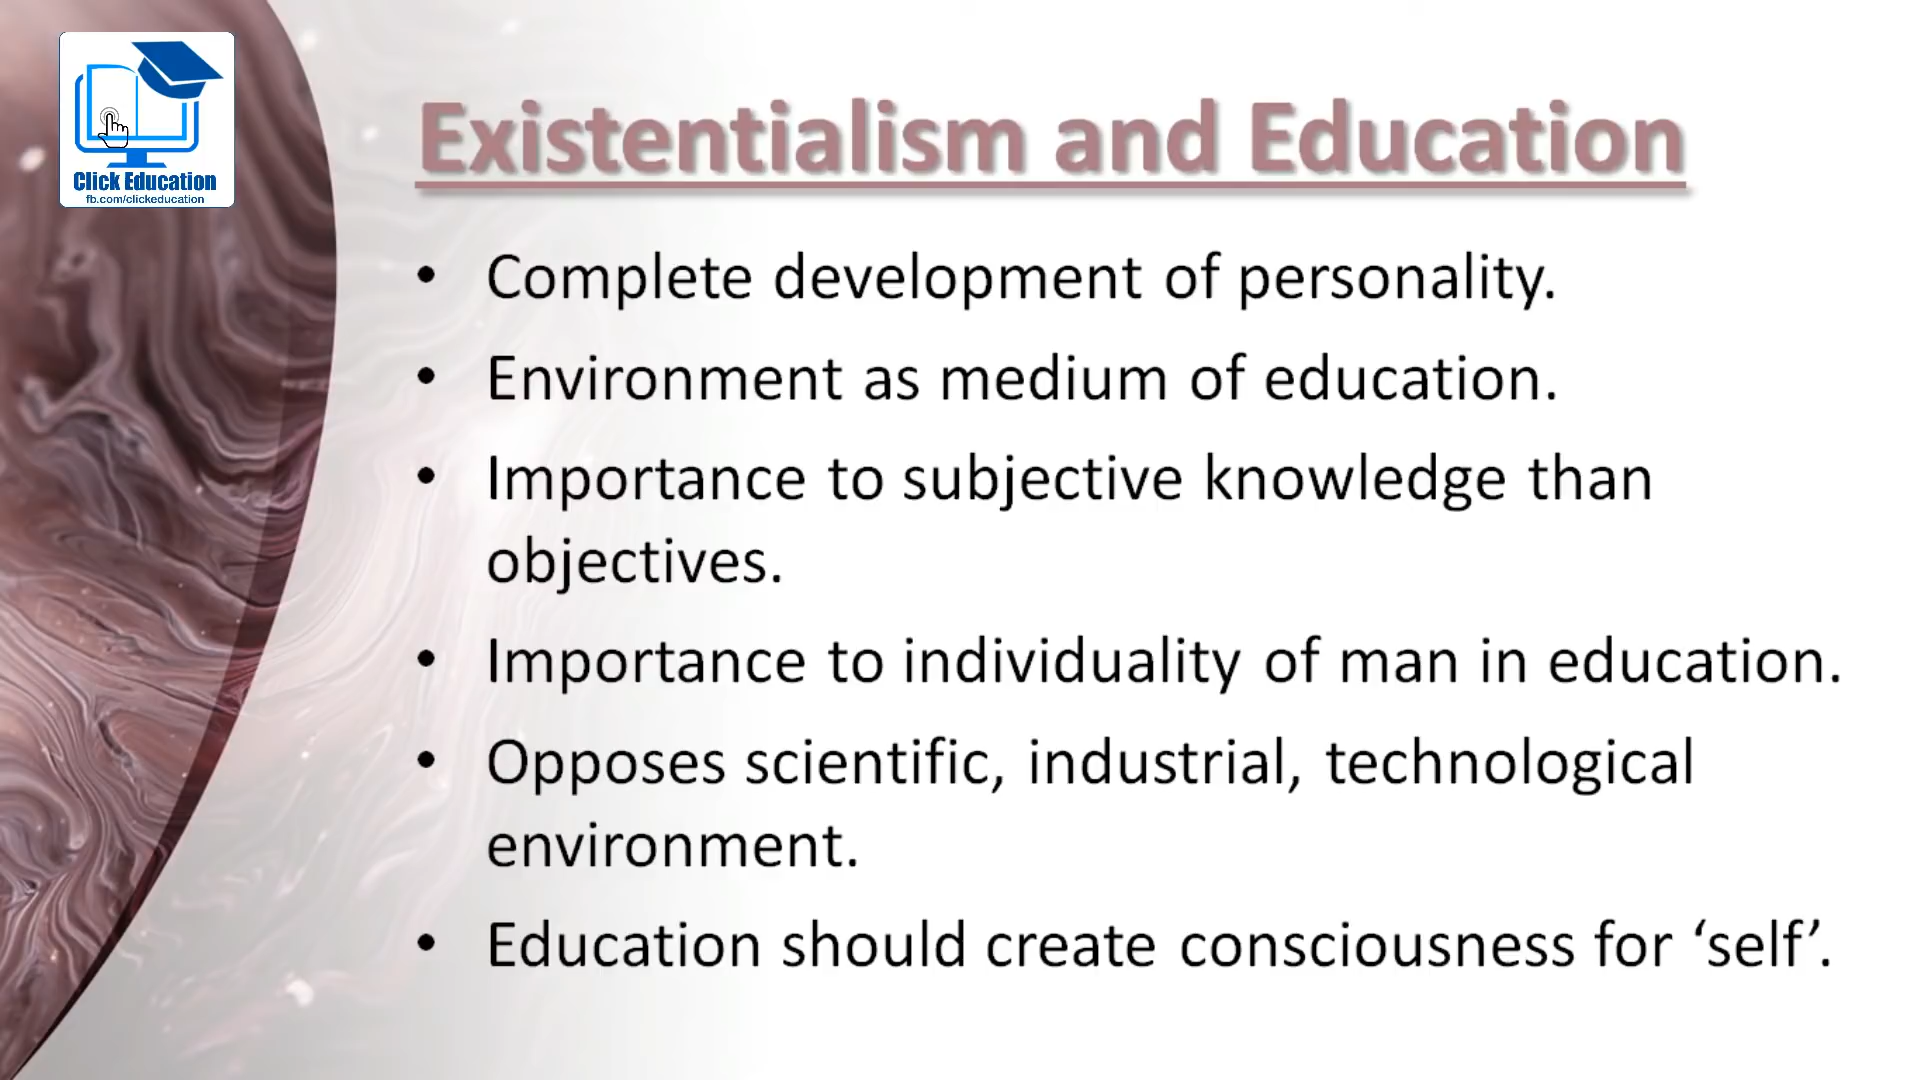 Click Education
fb.com/clickeducation
Existentialism and Education
• Complete development of personality.
• Environment as medium of education.
• Importance to subjective knowledge than
objectives.
• Importance to individuality of man in education.
• Opposes scientific, industrial, technological
environment.
• Education should create consciousness for ‘self’.